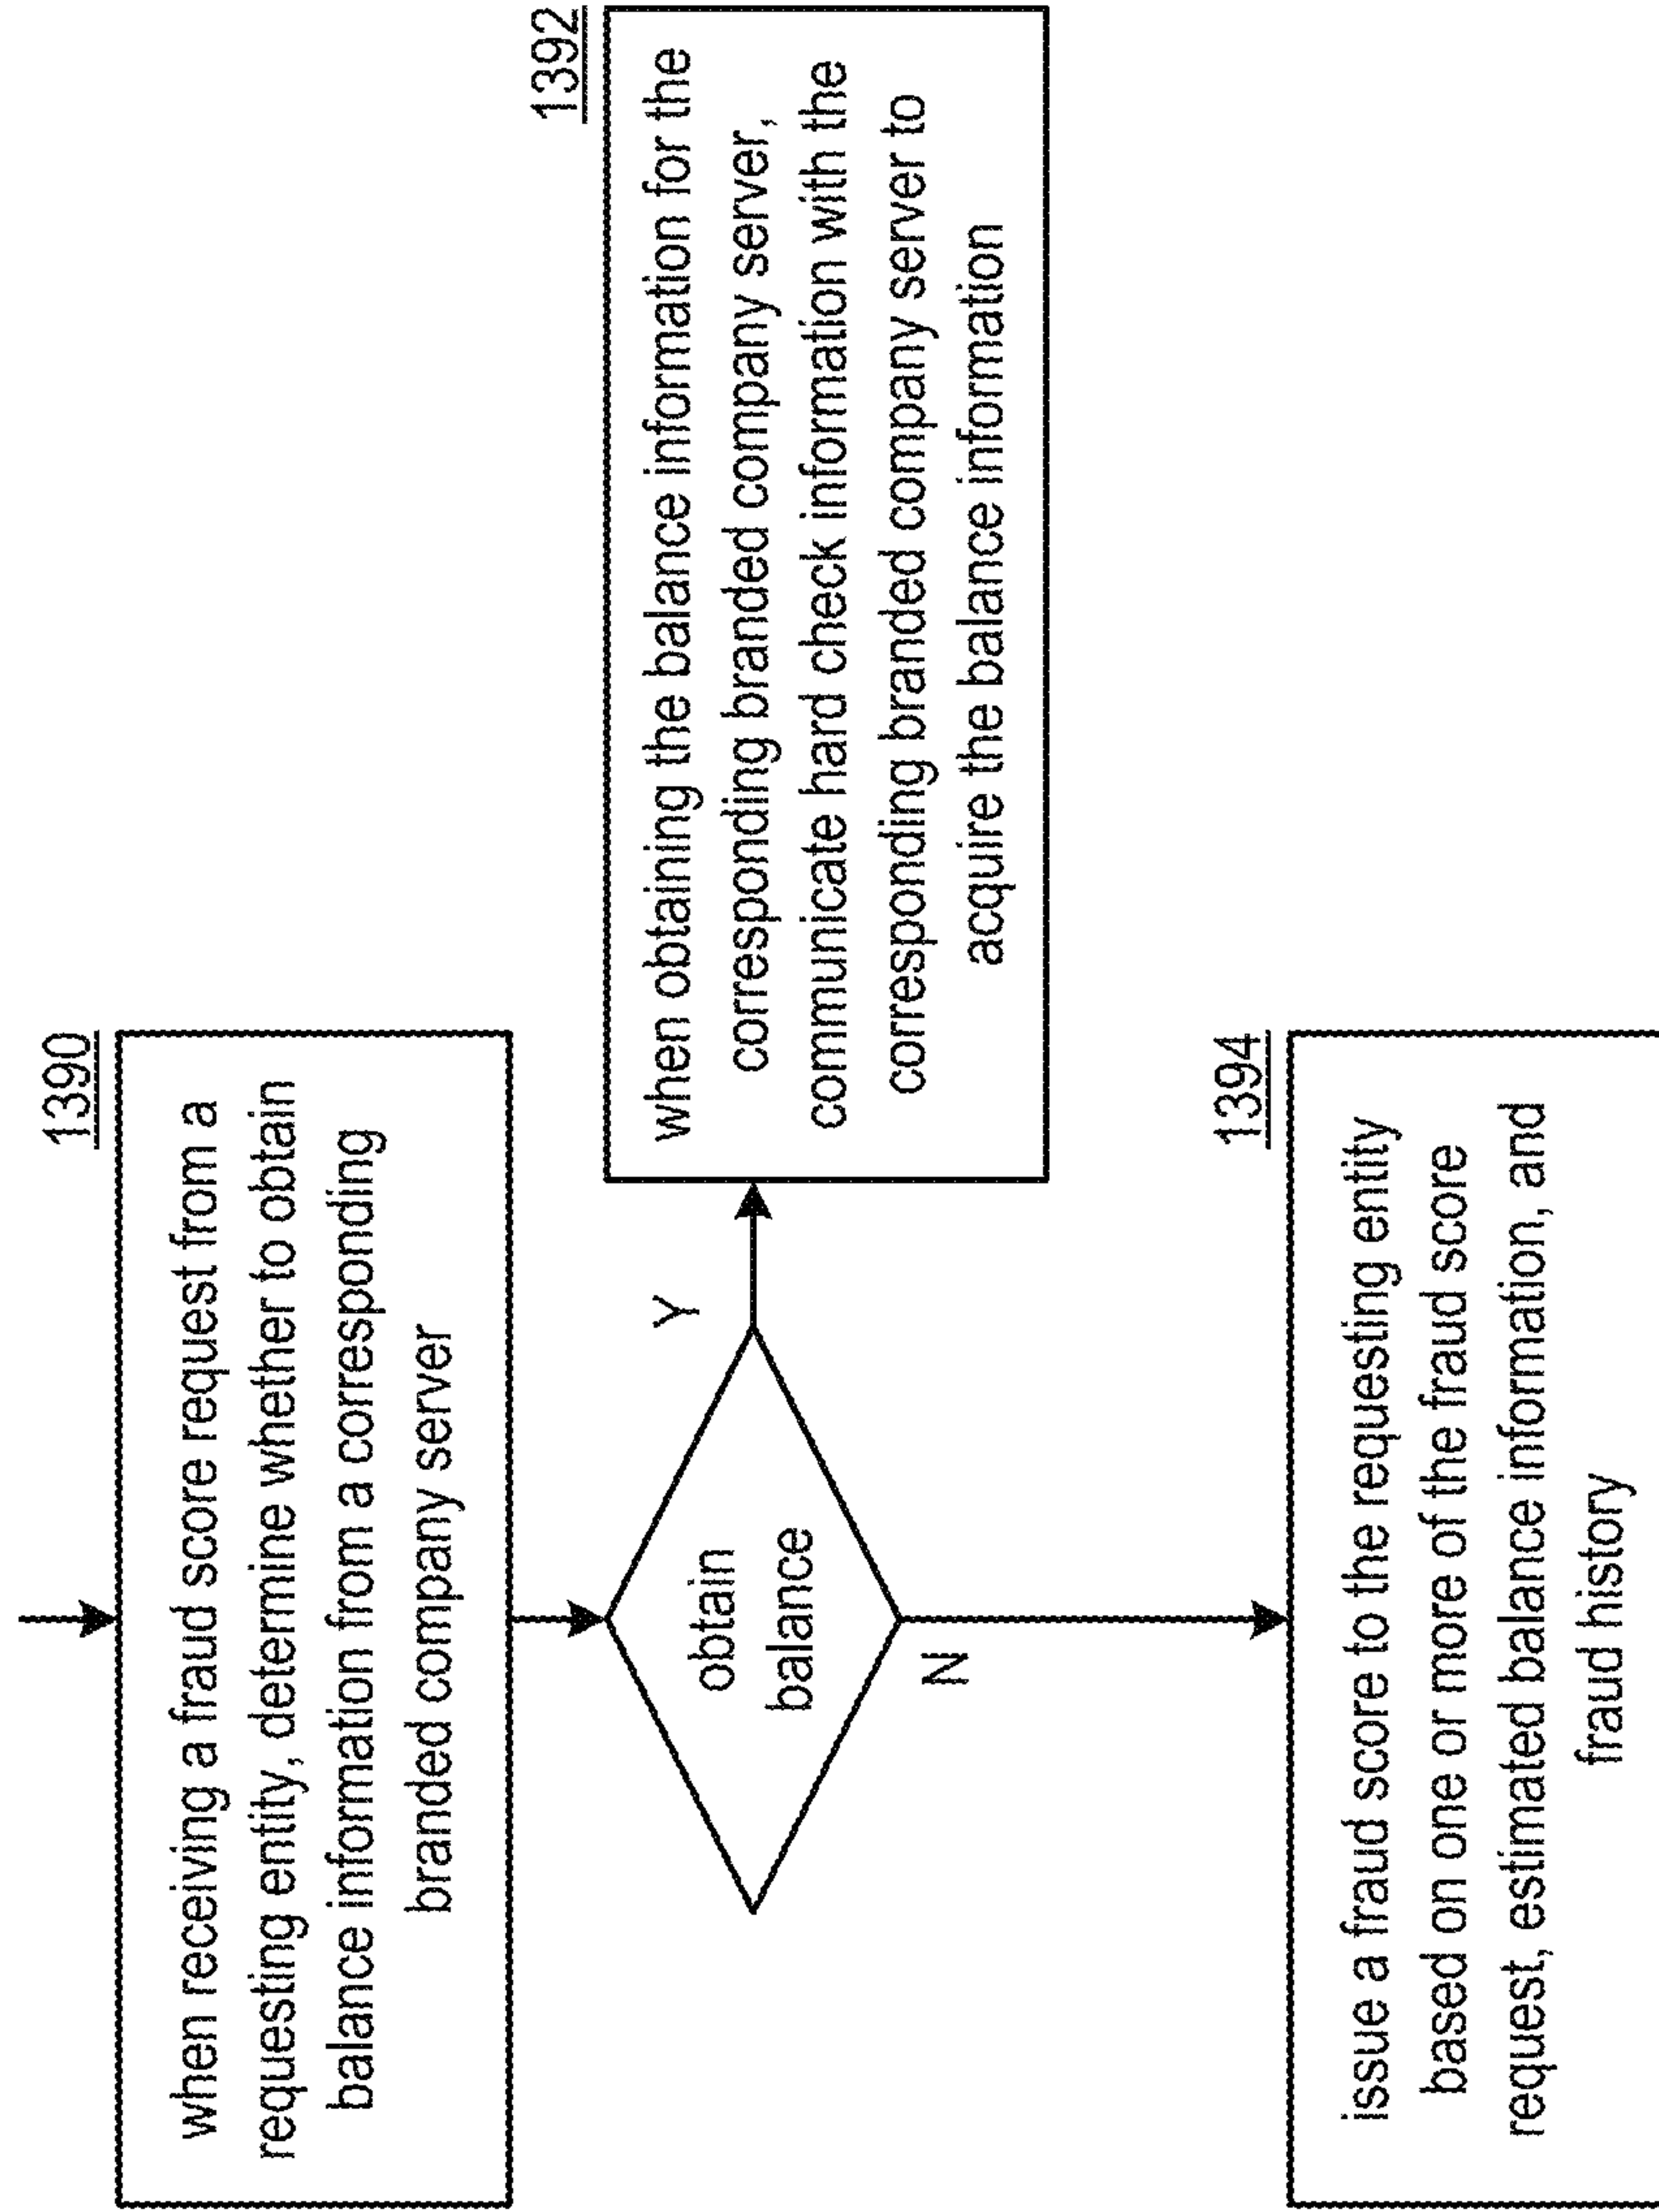 1390
when receiving a fraud score request from a
requesting entity, determine whether to obtain
balance information from a corresponding
branded company server
obtain
balance
Y
N
1392
when obtaining the balance information for the
corresponding branded company server,
communicate hard check information with the
corresponding branded company server to
acquire the balance information
1394
issue a fraud score to the requesting entity
based on one or more of the fraud score
request, estimated balance information, and
fraud history